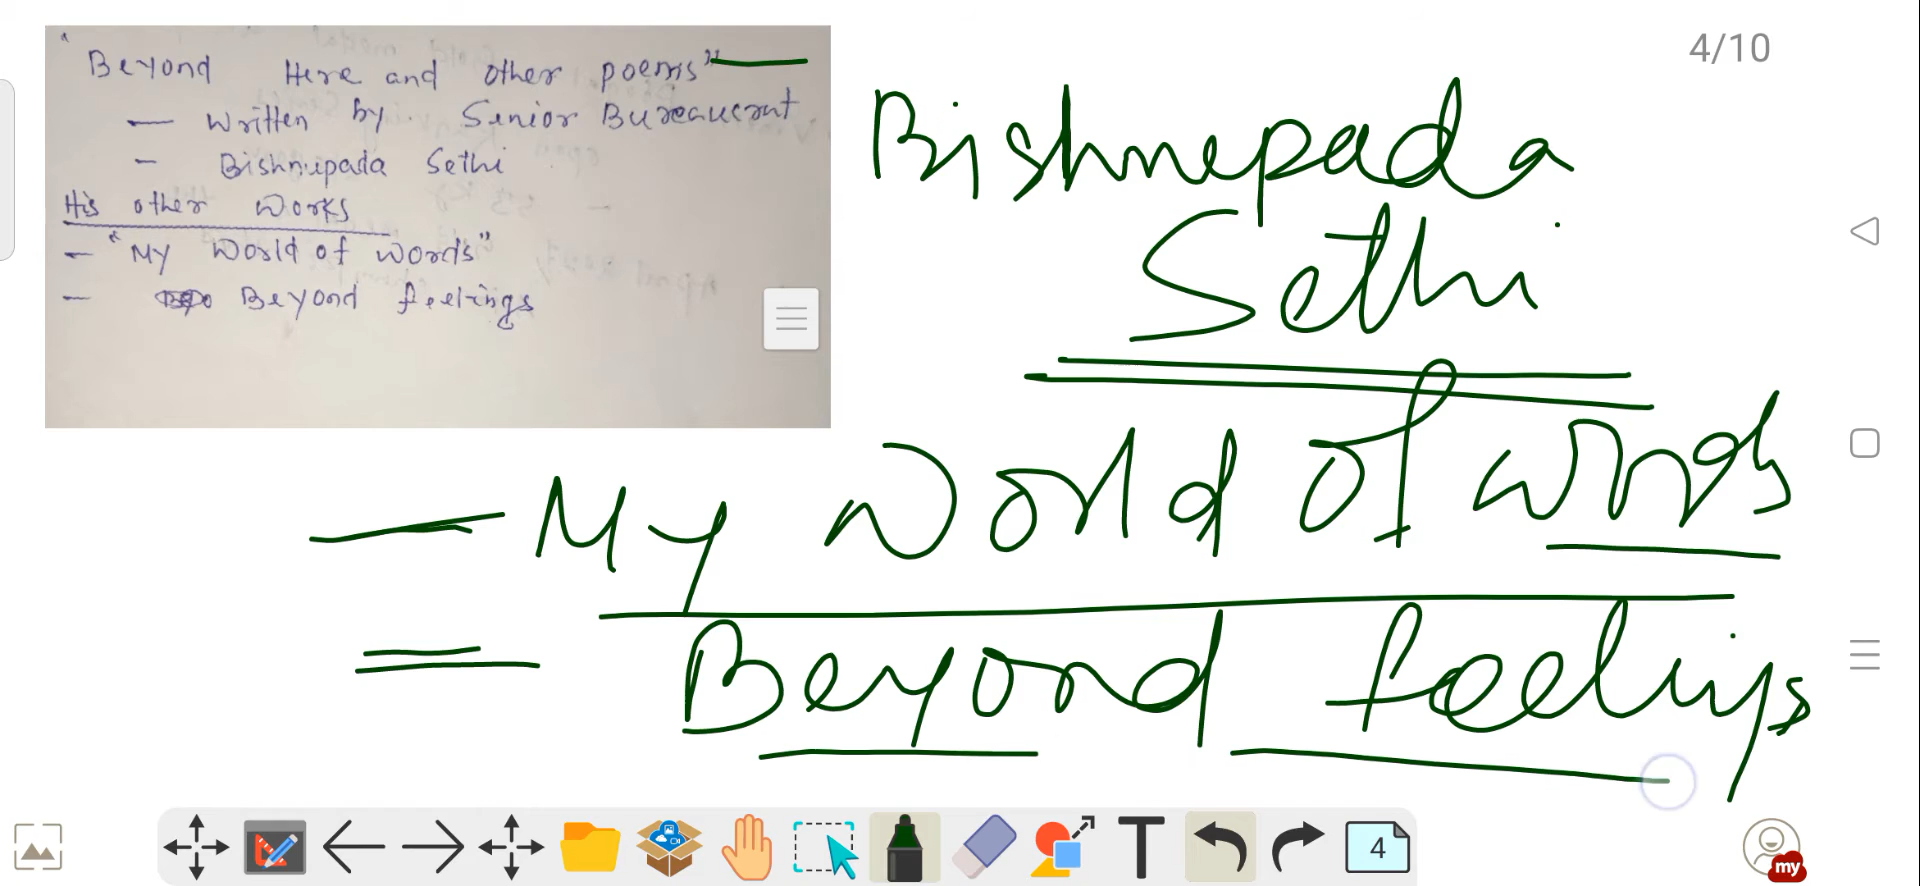 "Beyond Here and other poems"
— Written by Senior Bureaucrat
— Bishnupada Sethi
His other works
— "My World of Words"
— Beyond feelings
4/10
Bishnupada
Sethi
— My World of Words
= Beyond feelings
T
4
my